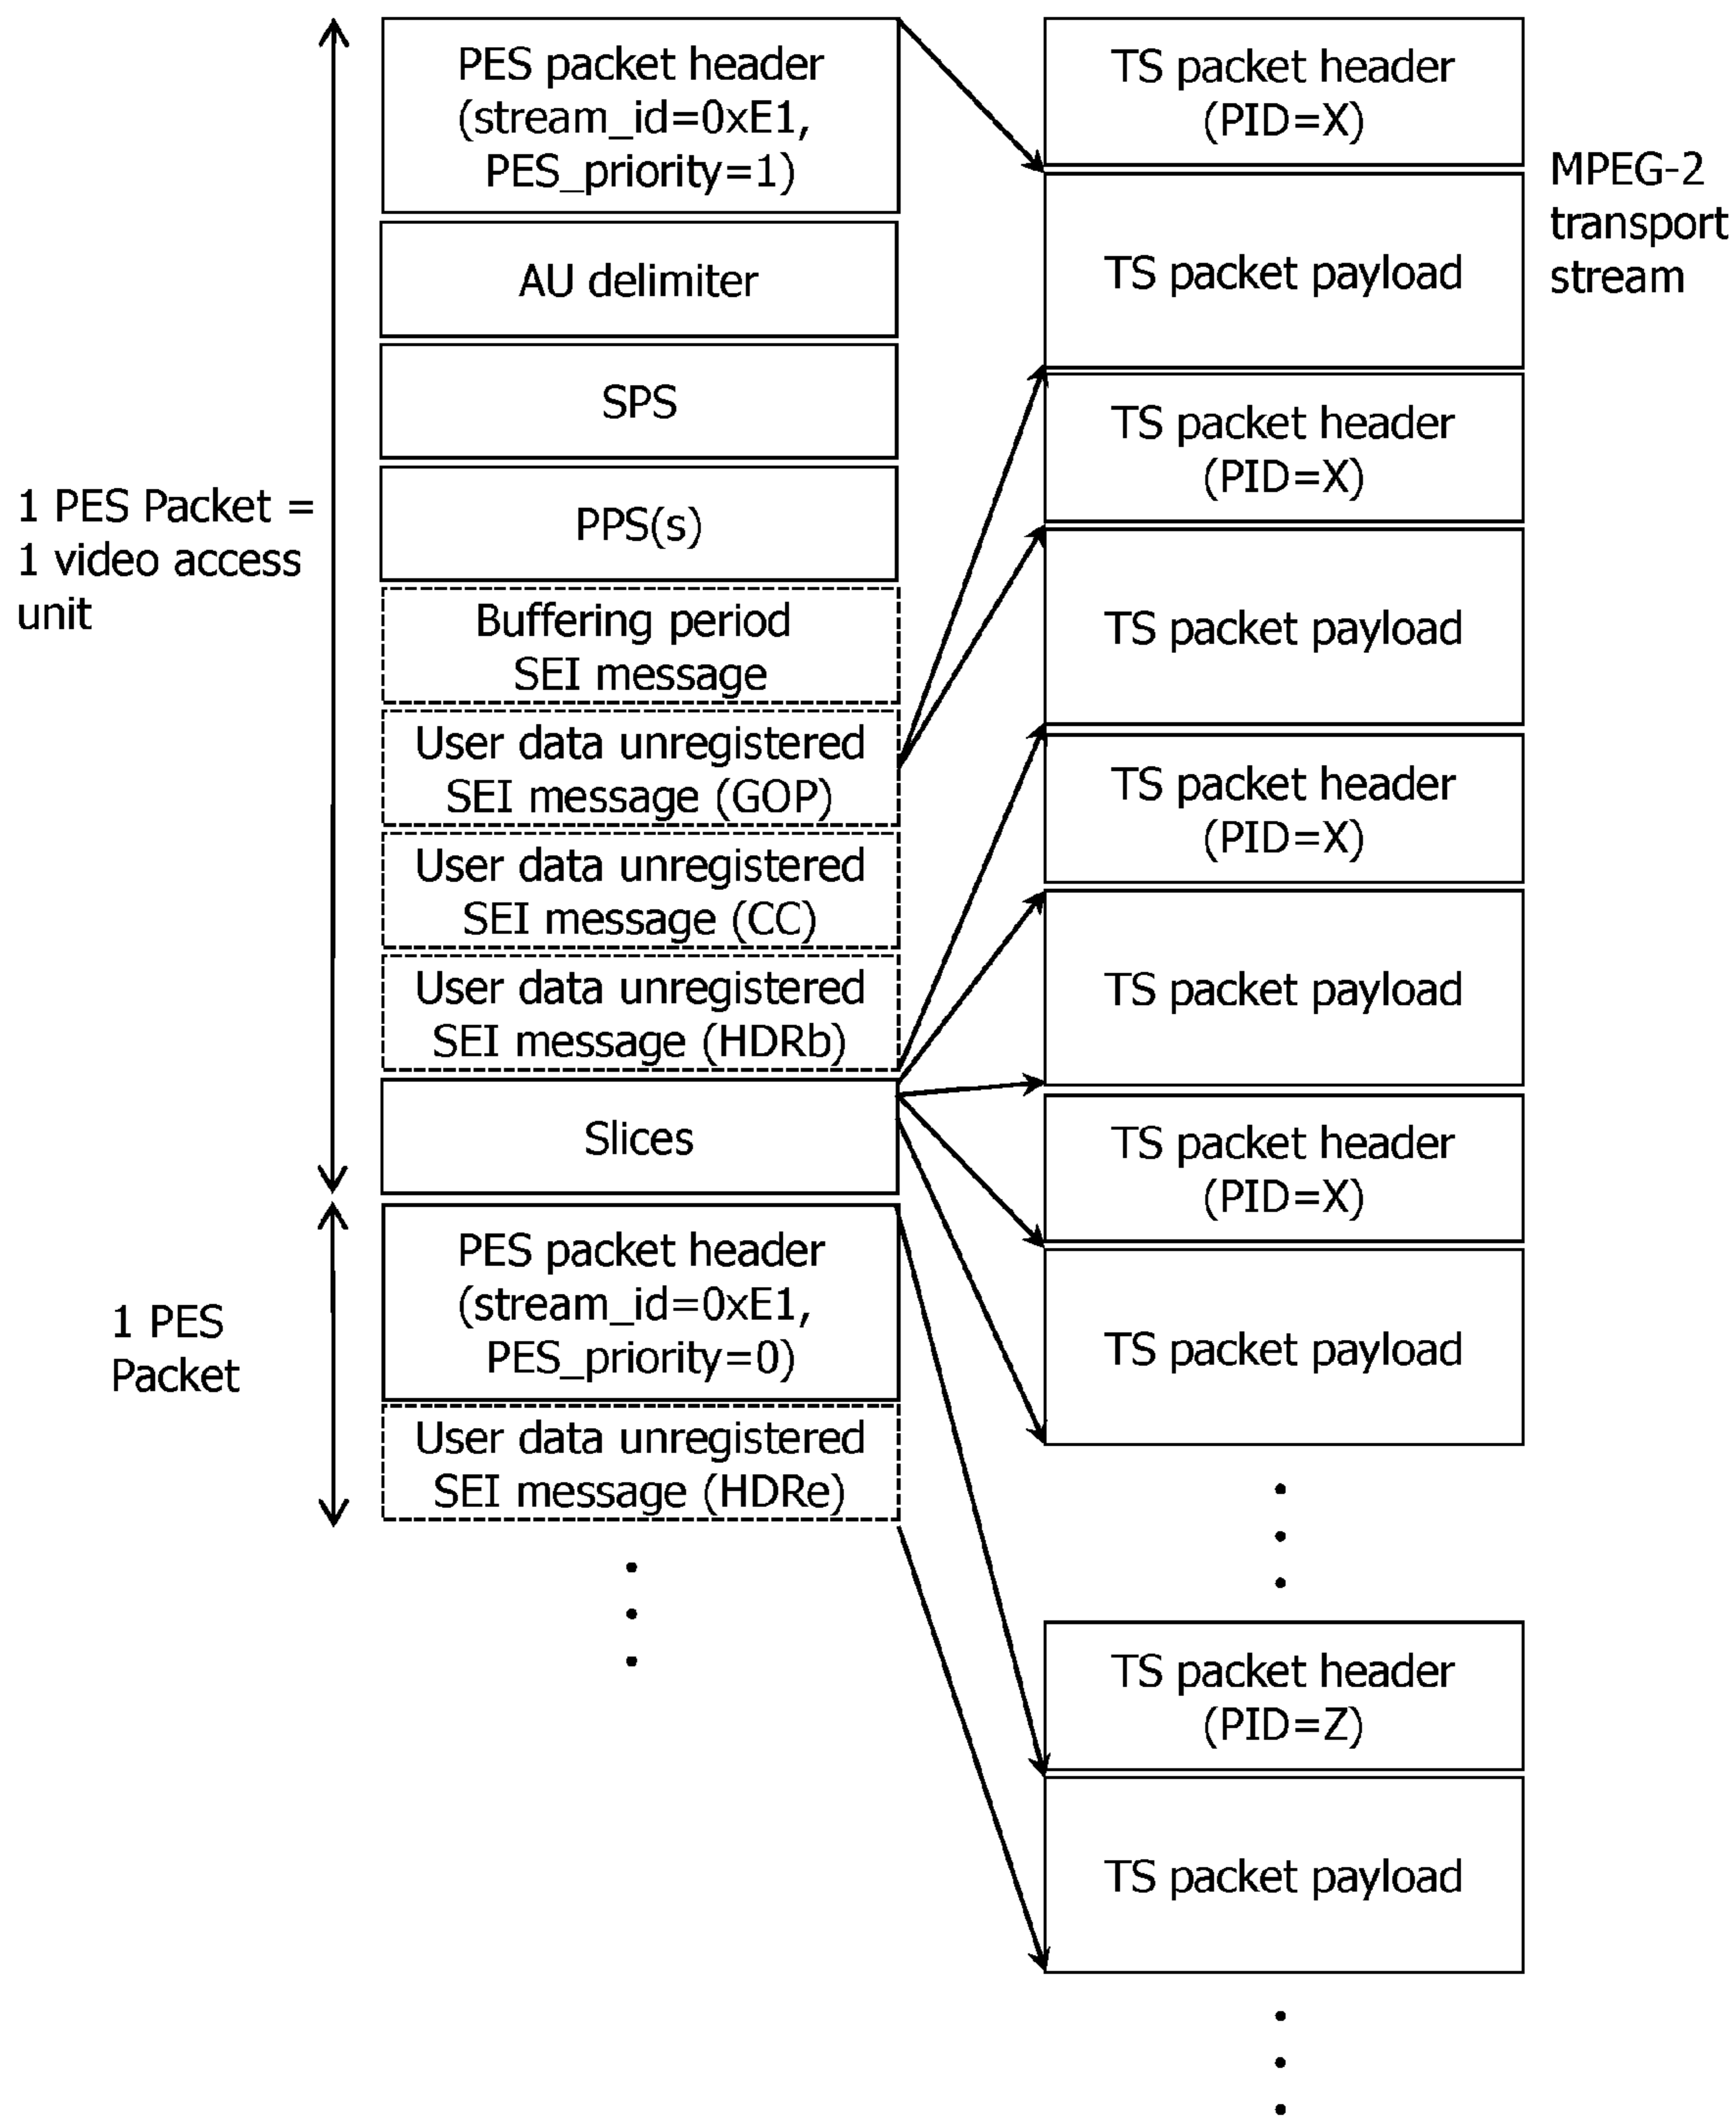 1 PES Packet =
1 video access
unit
PES packet header
(stream_id=0xE1,
PES_priority=1)
AU delimiter
SPS
PPS(s)
Buffering period
SEI message
User data unregistered
SEI message (GOP)
User data unregistered
SEI message (CC)
User data unregistered
SEI message (HDRb)
Slices
1 PES
Packet
PES packet header
(stream_id=0xE1,
PES_priority=0)
User data unregistered
SEI message (HDRe)
TS packet header
(PID=X)
TS packet payload
TS packet header
(PID=X)
TS packet payload
TS packet header
(PID=X)
TS packet payload
TS packet header
(PID=X)
TS packet payload
TS packet header
(PID=Z)
TS packet payload
MPEG-2
transport
stream